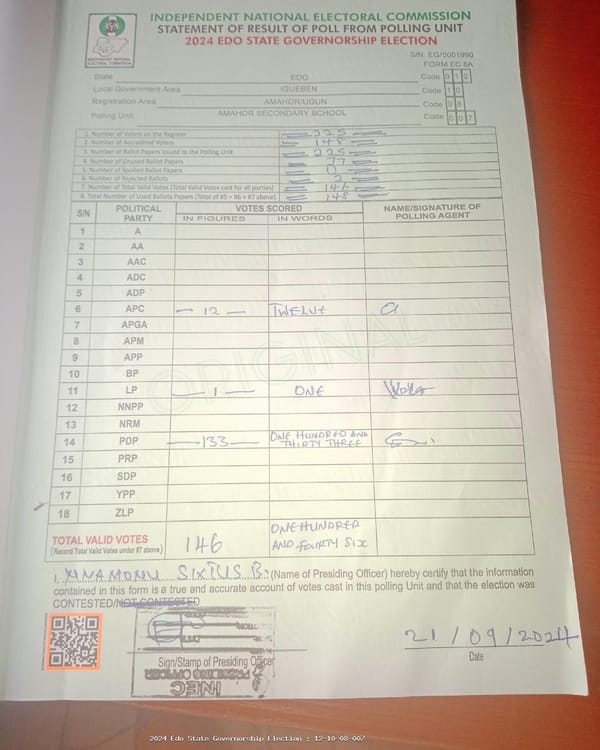 INDEPENDENT NATIONAL ELECTORAL COMMISSION
STATEMENT OF RESULT OF POLL FROM POLLING UNIT
2024 EDO STATE GOVERNORSHIP ELECTION
S/N: EG/0001990
FORM EC 8A
INDEPENDENT NATIONAL ELECTORAL COMMISSION
State EDO Code 0 1 2
Local Government Area IGUEBEN Code 1 0
Registration Area AMAHOR/UGUN Code 0 8
Polling Unit AMAHOR SECONDARY SCHOOL Code 0 0 7
1. Number of Voters on the Register 225
2. Number of Accredited Voters 148
3. Number of Ballot Papers Issued to the Polling Unit 225
4. Number of Unused Ballot Papers 77
5. Number of Spoiled Ballot Papers 0
6. Number of Rejected Ballots 2
7. Number of Total Valid Votes (Total Valid Votes cast for all parties) 146
8. Total Number of Used Ballots Papers (Total of #5 + #6 + #7 above) 148
S/N POLITICAL PARTY VOTES SCORED NAME/SIGNATURE OF POLLING AGENT
IN FIGURES IN WORDS
1 A
2 AA
3 AAC
4 ADC
5 ADP
6 APC 12 TWELVE
7 APGA
8 APM
9 APP
10 BP
11 LP 1 ONE
12 NNPP
13 NRM
14 PDP 133 ONE HUNDRED AND THIRTY THREE
15 PRP
16 SDP
17 YPP
18 ZLP
ORIGINAL
TOTAL VALID VOTES 146 ONE HUNDRED
(Record Total Valid Votes under #7 above) AND FOURTY SIX
I, SIXTUS B. (Name of Presiding Officer) hereby certify that the information
contained in this form is a true and accurate account of votes cast in this polling Unit and that the election was
CONTESTED/NOT CONTESTED
21/09/2024
Sign/Stamp of Presiding Officer Date
PRESIDING OFFICER
INEC
2024 Edo State Governorship Election : 12-10-08-007